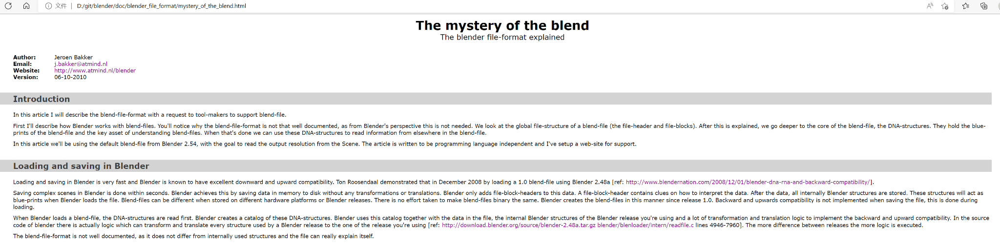 文件 | D:/git/blender/doc/blender_file_format/mystery_of_the_blend.html
The mystery of the blend
The blender file-format explained
Author: Jeroen Bakker
Email: j.bakker@atmind.nl
Website: http://www.atmind.nl/blender
Version: 06-10-2010
Introduction
In this article I will describe the blend-file-format with a request to tool-makers to support blend-file.
First I'll describe how Blender works with blend-files. You'll notice why the blend-file-format is not that well documented, as from Blender's perspective this is not needed. We look at the global file-structure of a blend-file (the file-header and file-blocks). After this is explained, we go deeper to the core of the blend-file, the DNA-structures. They hold the blue-
prints of the blend-file and the key asset of understanding blend-files. When that's done we can use these DNA-structures to read information from elsewhere in the blend-file.
In this article we'll be using the default blend-file from Blender 2.54, with the goal to read the output resolution from the Scene. The article is written to be programming language independent and I've setup a web-site for support.
Loading and saving in Blender
Loading and saving in Blender is very fast and Blender is known to have excellent downward and upward compatibility. Ton Roosendaal demonstrated that in December 2008 by loading a 1.0 blend-file using Blender 2.48a [ref: http://www.blendernation.com/2008/12/01/blender-dna-rna-and-backward-compatibility/].
Saving complex scenes in Blender is done within seconds. Blender achieves this by saving data in memory to disk without any transformations or translations. Blender only adds file-block-headers to this data. A file-block-header contains clues on how to interpret the data. After the data, all internally Blender structures are stored. These structures will act as
blue-prints when Blender loads the file. Blend-files can be different when stored on different hardware platforms or Blender releases. There is no effort taken to make blend-files binary the same. Blender creates the blend-files in this manner since release 1.0. Backward and upwards compatibility is not implemented when saving the file, this is done during
loading.
When Blender loads a blend-file, the DNA-structures are read first. Blender creates a catalog of these DNA-structures. Blender uses this catalog together with the data in the file, the internal Blender structures of the Blender release you're using and a lot of transformation and translation logic to implement the backward and upward compatibility. In the source
code of blender there is actually logic which can transform and translate every structure used by a Blender release to the one of the release you're using [ref: http://download.blender.org/source/blender-2.48a.tar.gz blender/blenloader/intern/readfile.c lines 4946-7960]. The more difference between releases the more logic is executed.
The blend-file-format is not well documented, as it does not differ from internally used structures and the file can really explain itself.